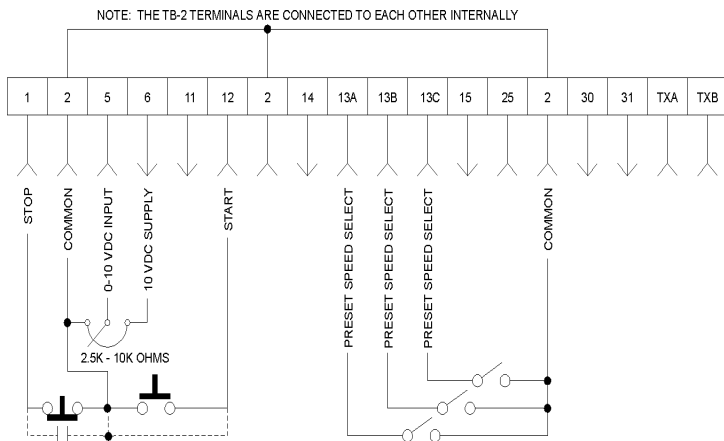 NOTE: THE TB-2 TERMINALS ARE CONNECTED TO EACH OTHER INTERNALLY
1 2 5 6 11 12 2 14 13A 13B 13C 15 25 2 30 31 TXA TXB
STOP
COMMON
0-10 VDC INPUT
10 VDC SUPPLY
START
PRESET SPEED SELECT
PRESET SPEED SELECT
PRESET SPEED SELECT
COMMON
2.5K - 10K OHMS